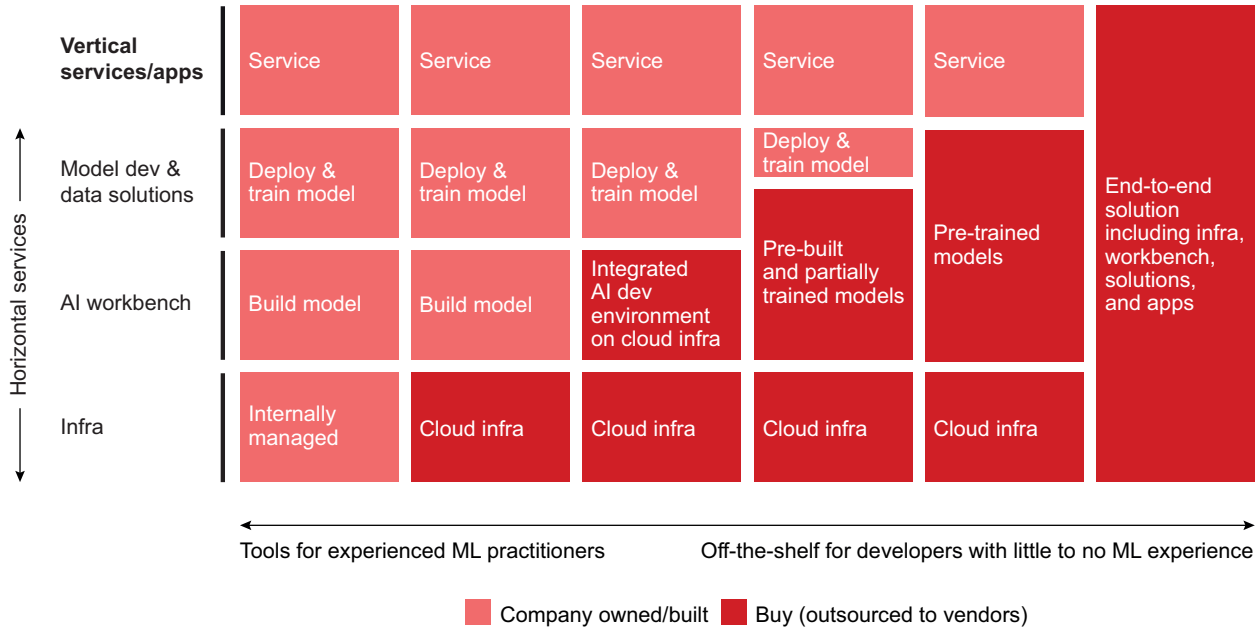 Vertical
services/apps
Service
Service
Service
Service
Service
Horizontal services
Model dev &
data solutions
Deploy &
train model
Deploy &
train model
Deploy &
train model
Deploy &
train model
Pre-built
and partially
trained models
Pre-trained
models
End-to-end
solution
including infra,
workbench,
solutions,
and apps
AI workbench
Build model
Build model
Integrated
AI dev
environment
on cloud infra
Infra
Internally
managed
Cloud infra
Cloud infra
Cloud infra
Cloud infra
Tools for experienced ML practitioners
Off-the-shelf for developers with little to no ML experience
Company owned/built
Buy (outsourced to vendors)